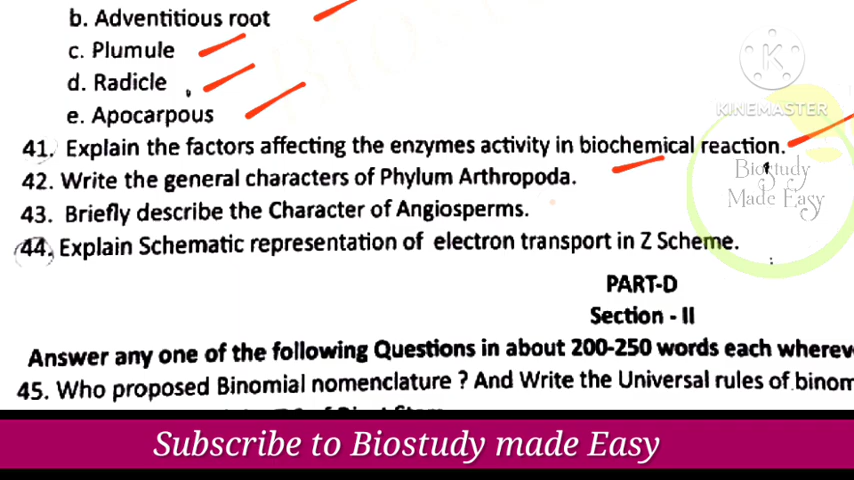 b. Adventitious root
c. Plumule
d. Radicle
e. Apocarpous
KINEMASTER
41. Explain the factors affecting the enzymes activity in biochemical reaction.
42. Write the general characters of Phylum Arthropoda.
Biostudy
Made Easy
43. Briefly describe the Character of Angiosperms.
44. Explain Schematic representation of electron transport in Z Scheme.
PART-D
Section - II
Answer any one of the following Questions in about 200-250 words each
45. Who proposed Binomial nomenclature ? And Write the Universal rules of
Subscribe to Biostudy made Easy